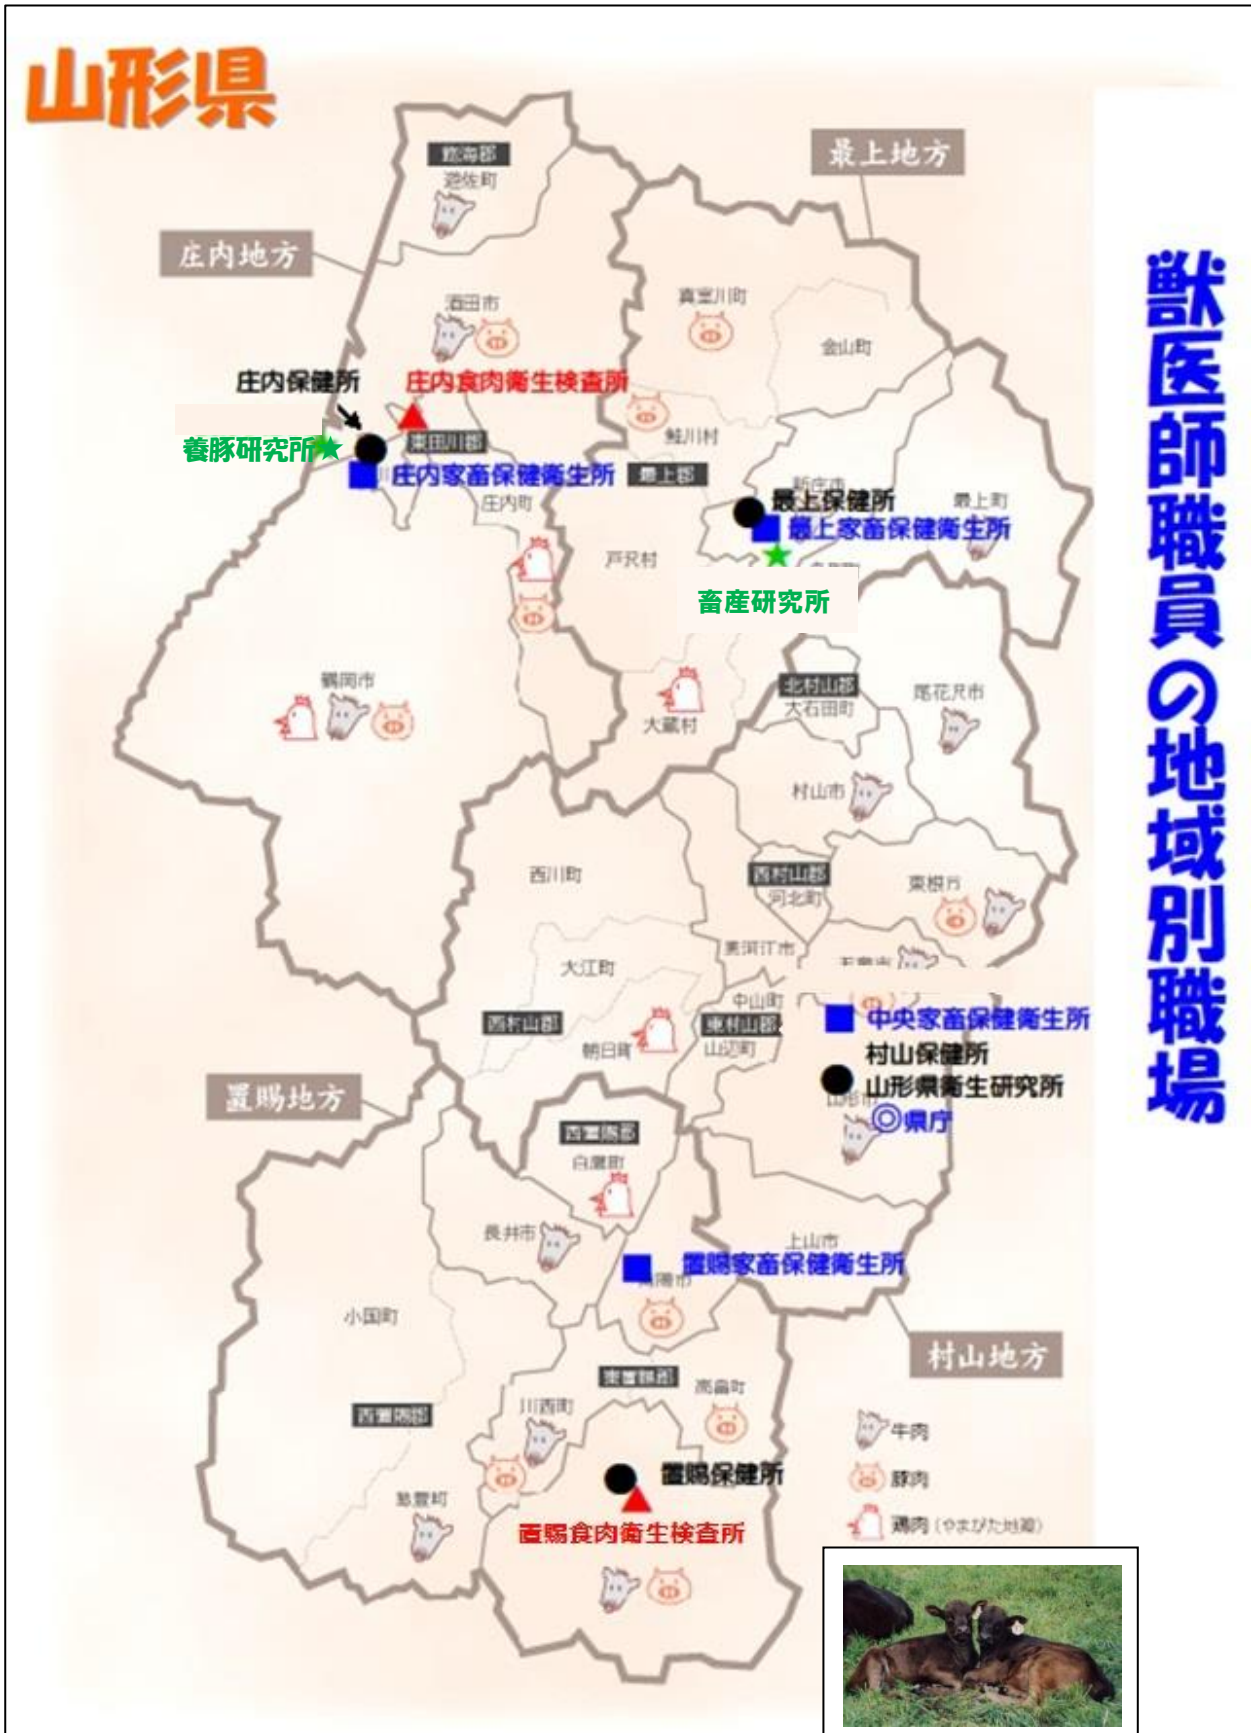 山形県
獣医師職員の地域別職場
最上地方
飽海郡
遊佐町
庄内地方
酒田市
真室川町
金山町
庄内保健所
庄内食肉衛生検査所
養豚研究所
東田川郡
鮭川村
庄内家畜保健衛生所
最上郡
庄内町
最上保健所
最上町
最上家畜保健衛生所
戸沢村
畜産研究所
鶴岡市
北村山郡
大石田町
尾花沢市
大蔵村
村山市
西川町
西村山郡
河北町
東根市
寒河江市
大江町
中山町
西村山郡
東村山郡
中央家畜保健衛生所
朝日町
山辺町
村山保健所
山形県衛生研究所
置賜地方
県庁
西置賜郡
白鷹町
長井市
上山市
置賜家畜保健衛生所
小国町
村山地方
東置賜郡
高畠町
西置賜郡
川西町
牛肉
置賜保健所
豚肉
飯豊町
鶏肉 (やまがた地鶏)
置賜食肉衛生検査所